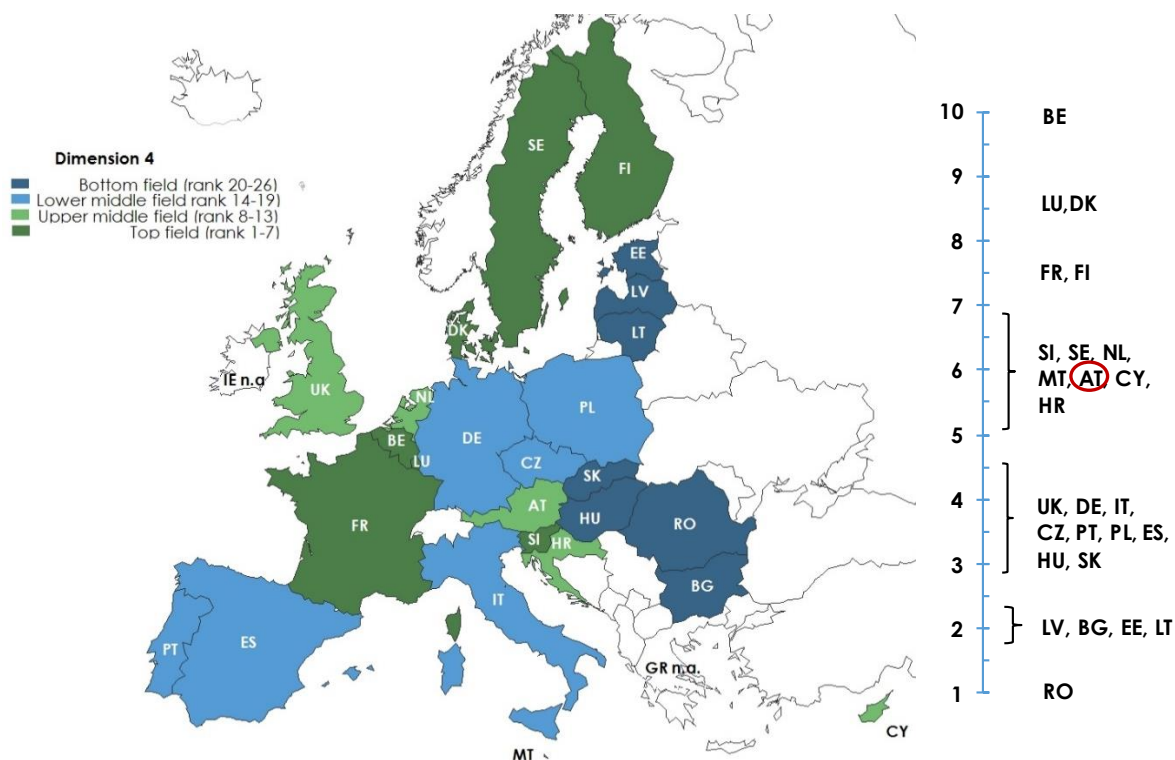 Dimension 4
Bottom field (rank 20-26)
Lower middle field rank 14-19)
Upper middle field (rank 8-13)
Top field (rank 1-7)
SE
FI
EE
LV
LT
DK
IE n.a
UK
NL
PL
DE
BE
LU
CZ
SK
AT
HU
FR
RO
SI
HR
BG
IT
PT
ES
GR n.a.
MT
CY
10
9
8
7
6
5
4
3
2
1
BE
LU,DK
FR, FI
SI, SE, NL,
MT, AT, CY,
HR
UK, DE, IT,
CZ, PT, PL, ES,
HU, SK
LV, BG, EE, LT
RO